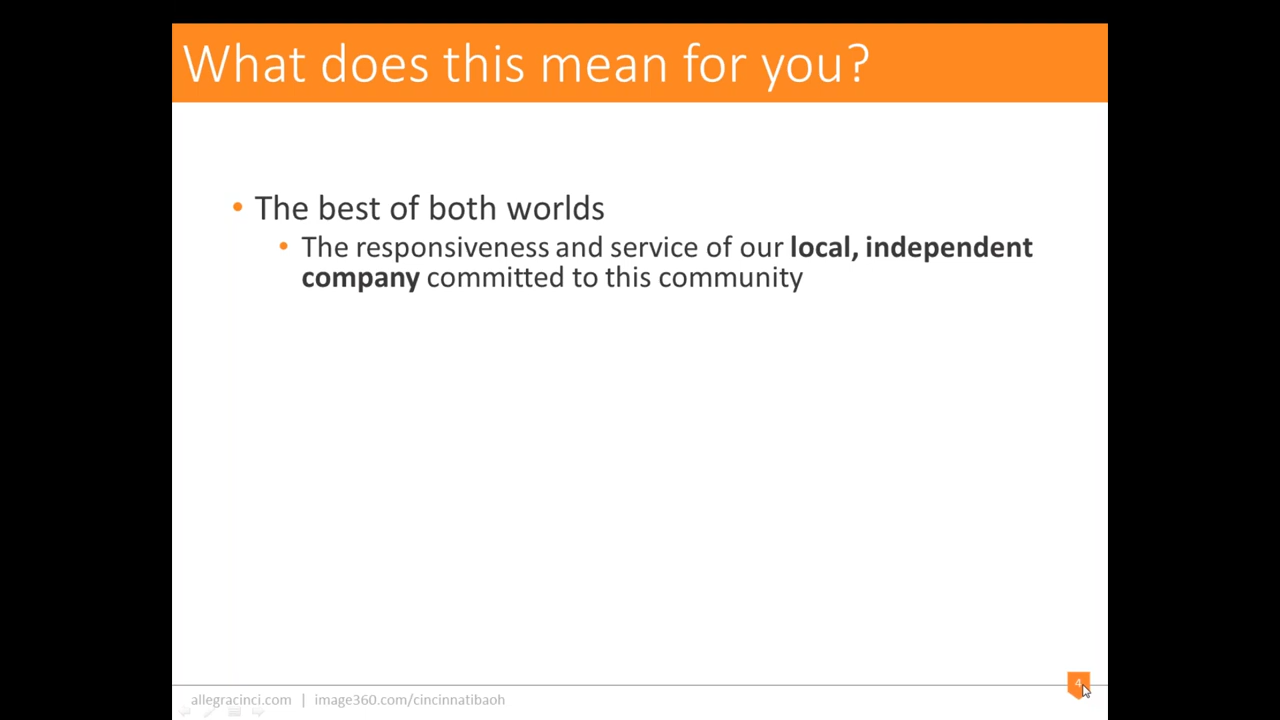 What does this mean for you?
• The best of both worlds
• The responsiveness and service of our local, independent
company committed to this community
allegracinci.com | image360.com/cincinnatibaoh
4